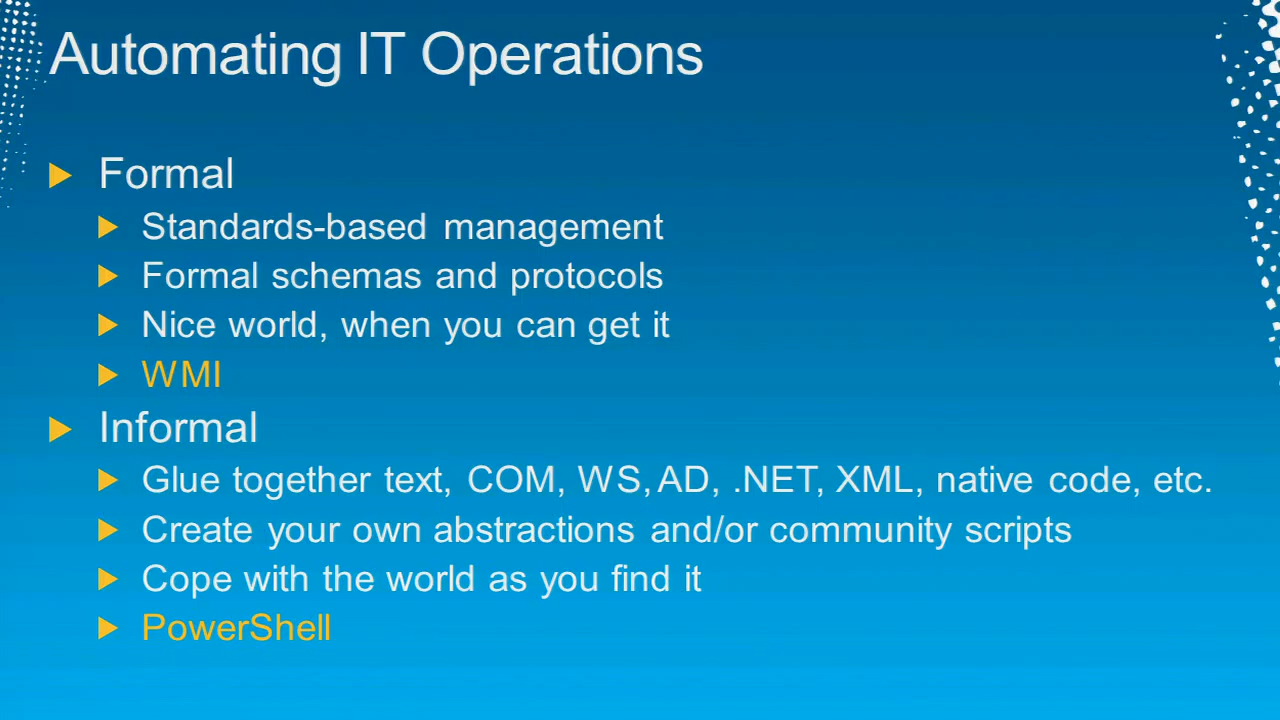 Automating IT Operations
Formal
Standards-based management
Formal schemas and protocols
Nice world, when you can get it
WMI
Informal
Glue together text, COM, WS, AD, .NET, XML, native code, etc.
Create your own abstractions and/or community scripts
Cope with the world as you find it
PowerShell